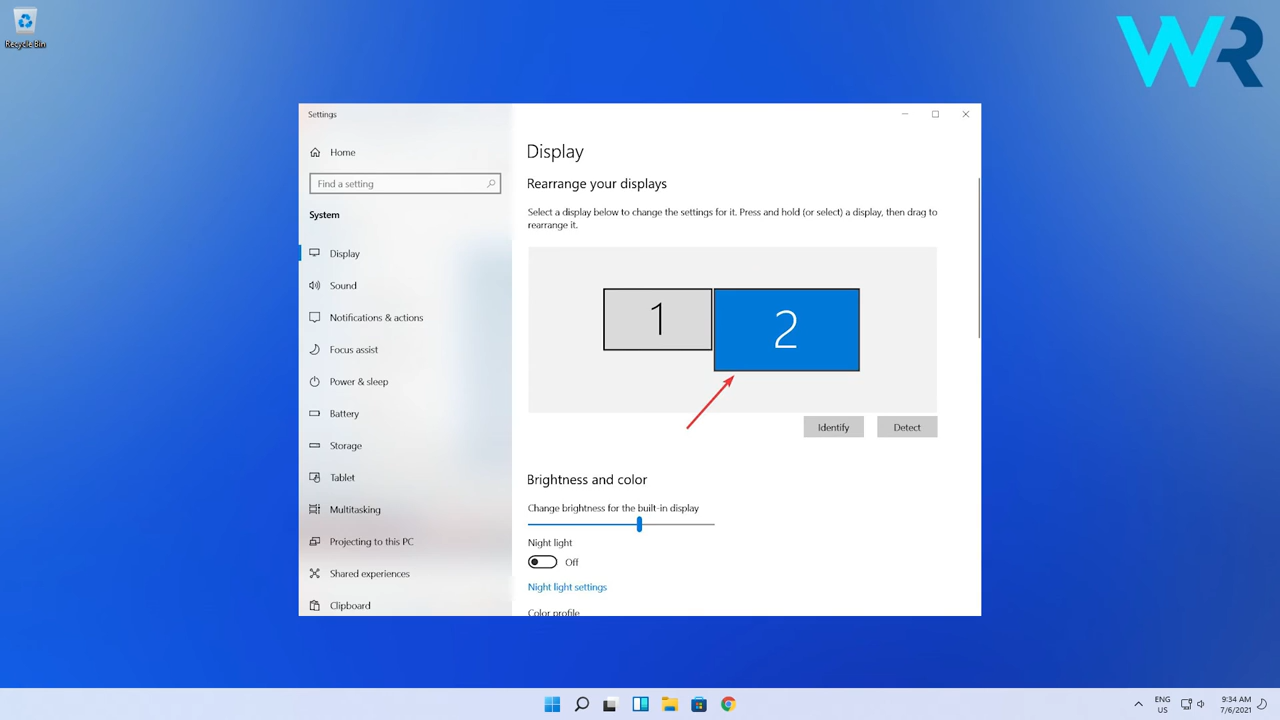 Recycle Bin
WR
Settings
Home
Find a setting
System
Display
Sound
Notifications & actions
Focus assist
Power & sleep
Battery
Storage
Tablet
Multitasking
Projecting to this PC
Shared experiences
Clipboard
Display
Rearrange your displays
Select a display below to change the settings for it. Press and hold (or select) a display, then drag to
rearrange it.
1
2
Identify
Detect
Brightness and color
Change brightness for the built-in display
Night light
Off
Night light settings
Color profile
ENG
US
9:34 AM
7/6/2021